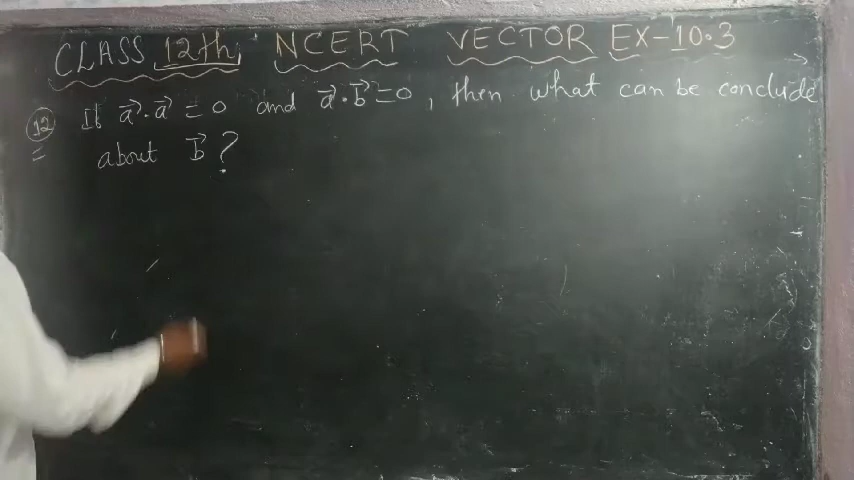 CLASS 12th NCERT VECTOR EX-10.3
(12) If a⃗·a⃗ = 0 and a⃗·b⃗ = 0, then what can be conclude
about b⃗ ?